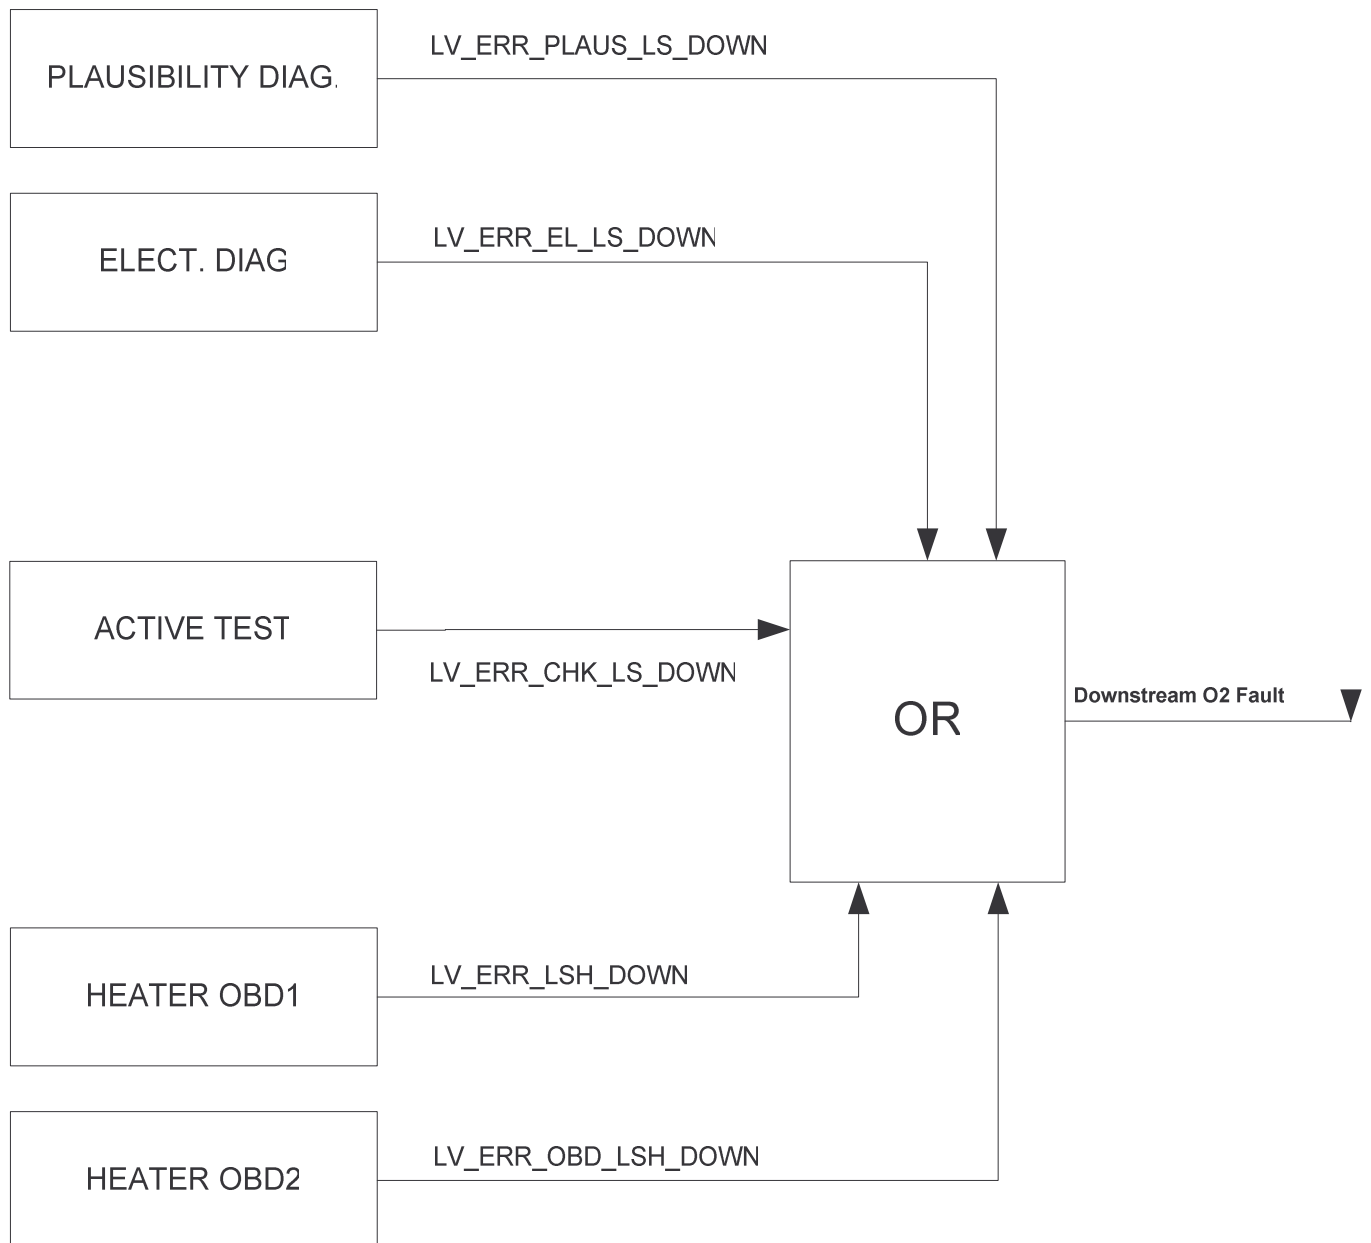 LV_ERR_PLAUS_LS_DOWN
PLAUSIBILITY DIAG.
LV_ERR_EL_LS_DOWN
ELECT. DIAG
ACTIVE TEST
LV_ERR_CHK_LS_DOWN
Downstream O2 Fault
OR
LV_ERR_LSH_DOWN
HEATER OBD1
LV_ERR_OBD_LSH_DOWN
HEATER OBD2